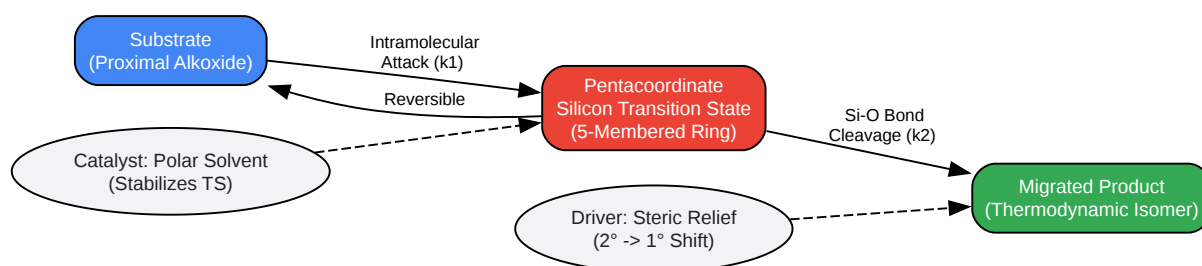 Substrate
(Proximal Alkoxide)
Intramolecular
Attack (k1)
Reversible
Pentacoordinate
Silicon Transition State
(5-Membered Ring)
Si-O Bond
Cleavage (k2)
Catalyst: Polar Solvent
(Stabilizes TS)
Driver: Steric Relief
(2° -> 1° Shift)
Migrated Product
(Thermodynamic Isomer)